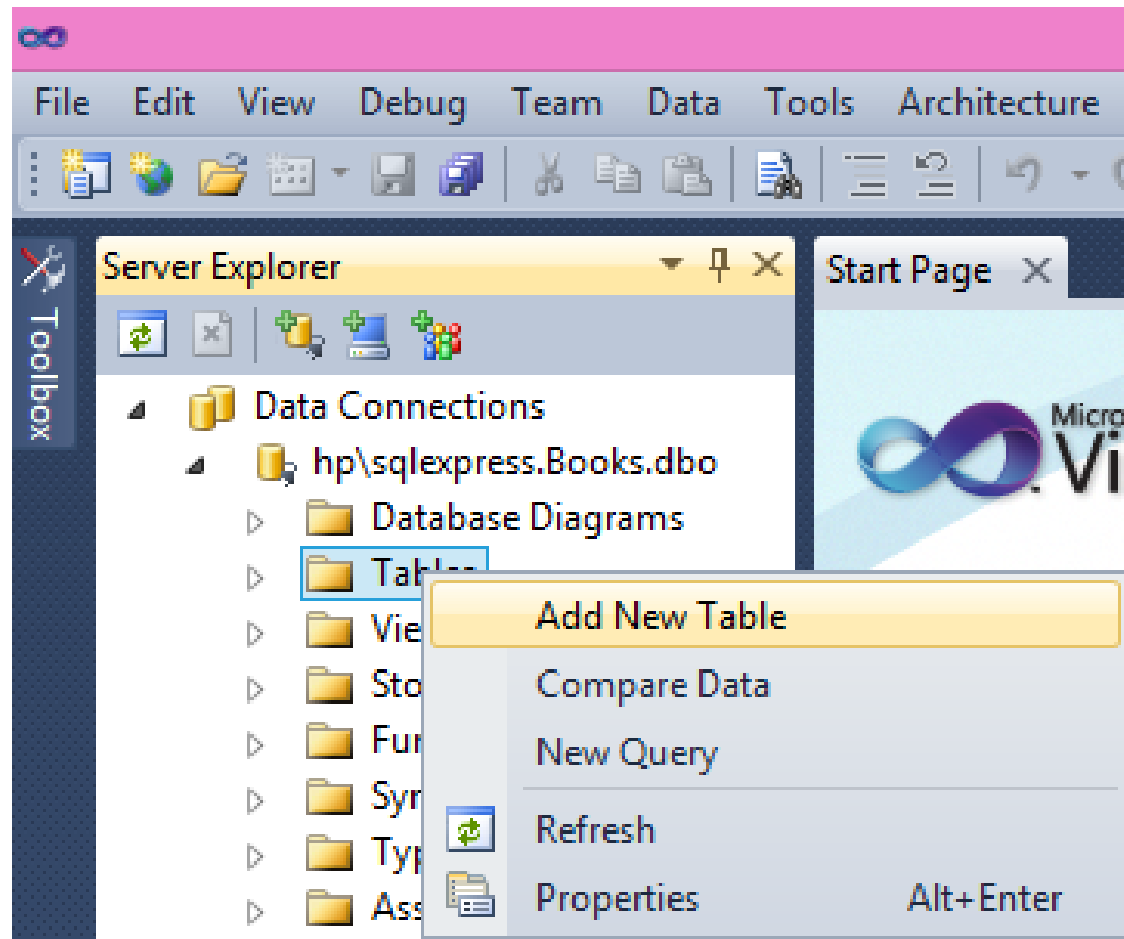 File Edit View Debug Team Data Tools Architecture
Toolbox
Server Explorer
Start Page
Data Connections
hp\sqlexpress.Books.dbo
Database Diagrams
Tables
Add New Table
Compare Data
New Query
Refresh
Properties Alt+Enter